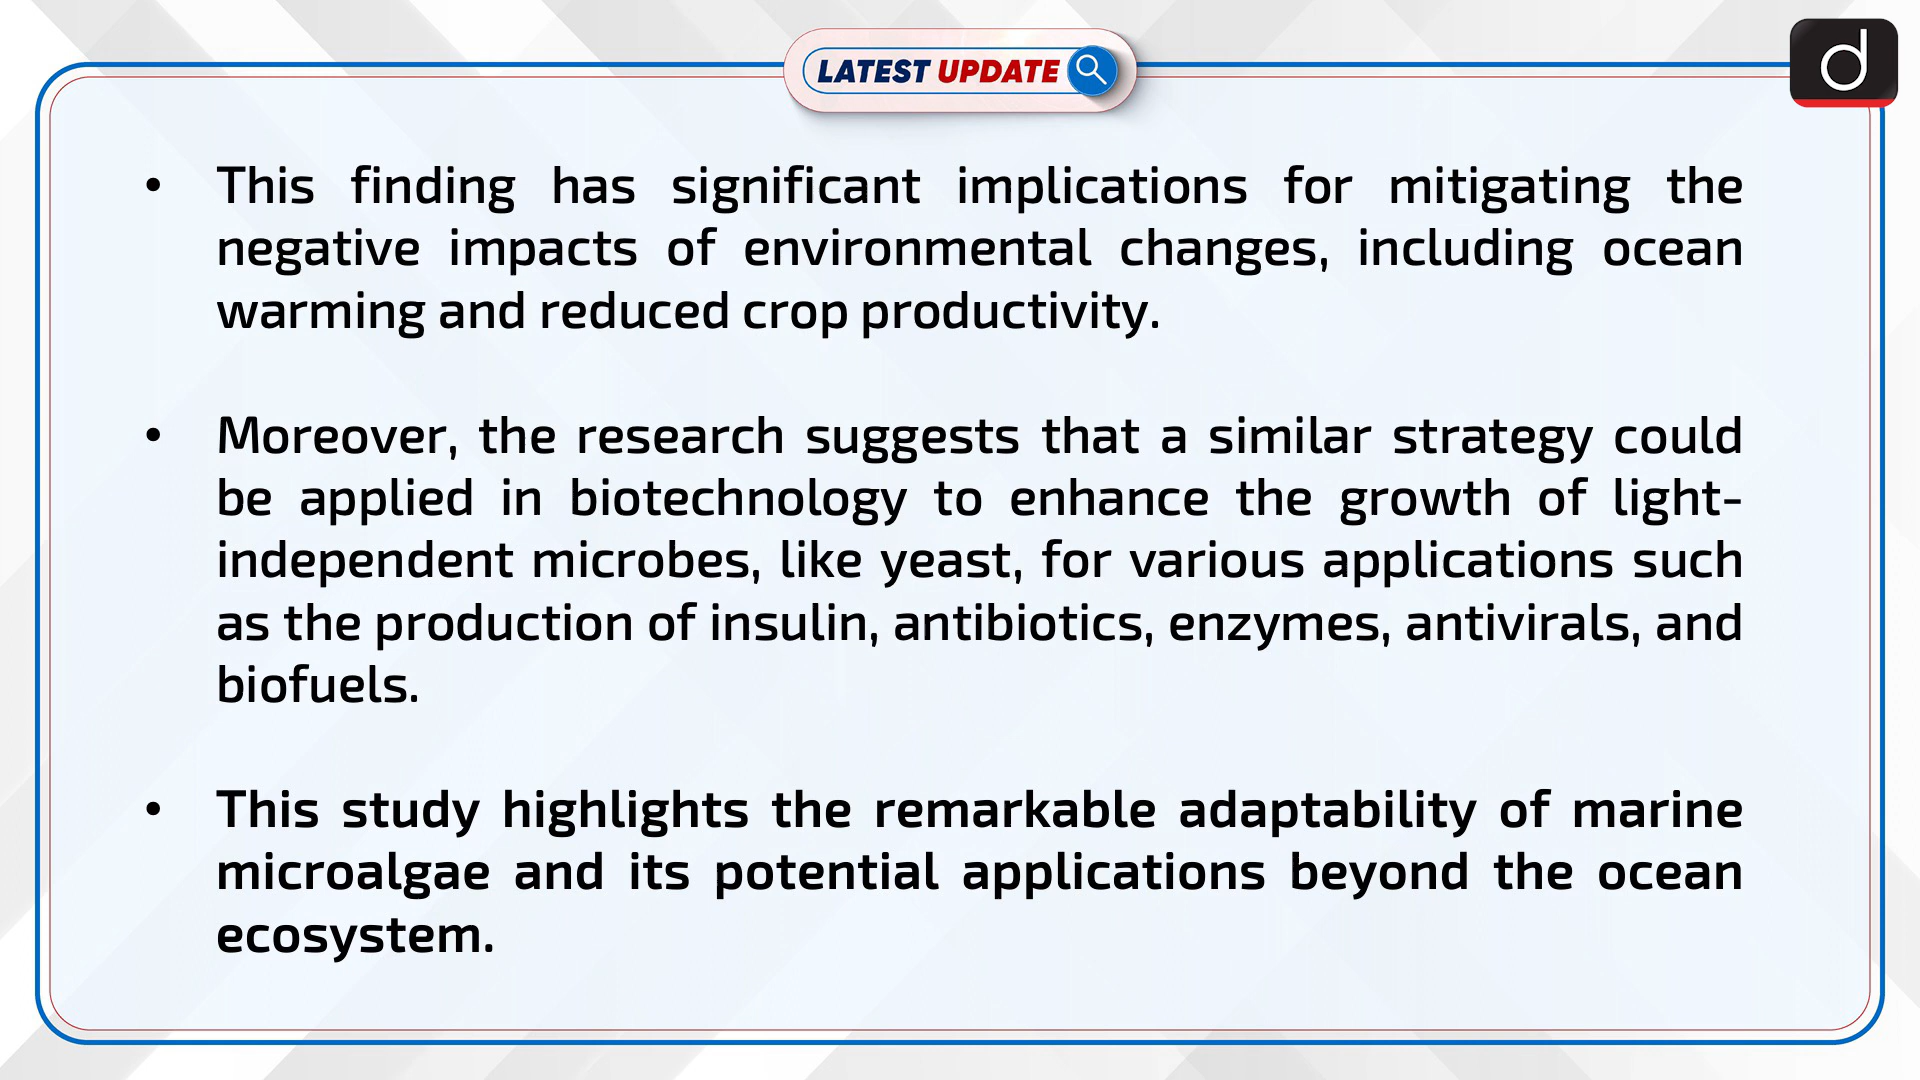 LATEST UPDATE
d
• This finding has significant implications for mitigating the
negative impacts of environmental changes, including ocean
warming and reduced crop productivity.
• Moreover, the research suggests that a similar strategy could
be applied in biotechnology to enhance the growth of light-
independent microbes, like yeast, for various applications such
as the production of insulin, antibiotics, enzymes, antivirals, and
biofuels.
• This study highlights the remarkable adaptability of marine
microalgae and its potential applications beyond the ocean
ecosystem.